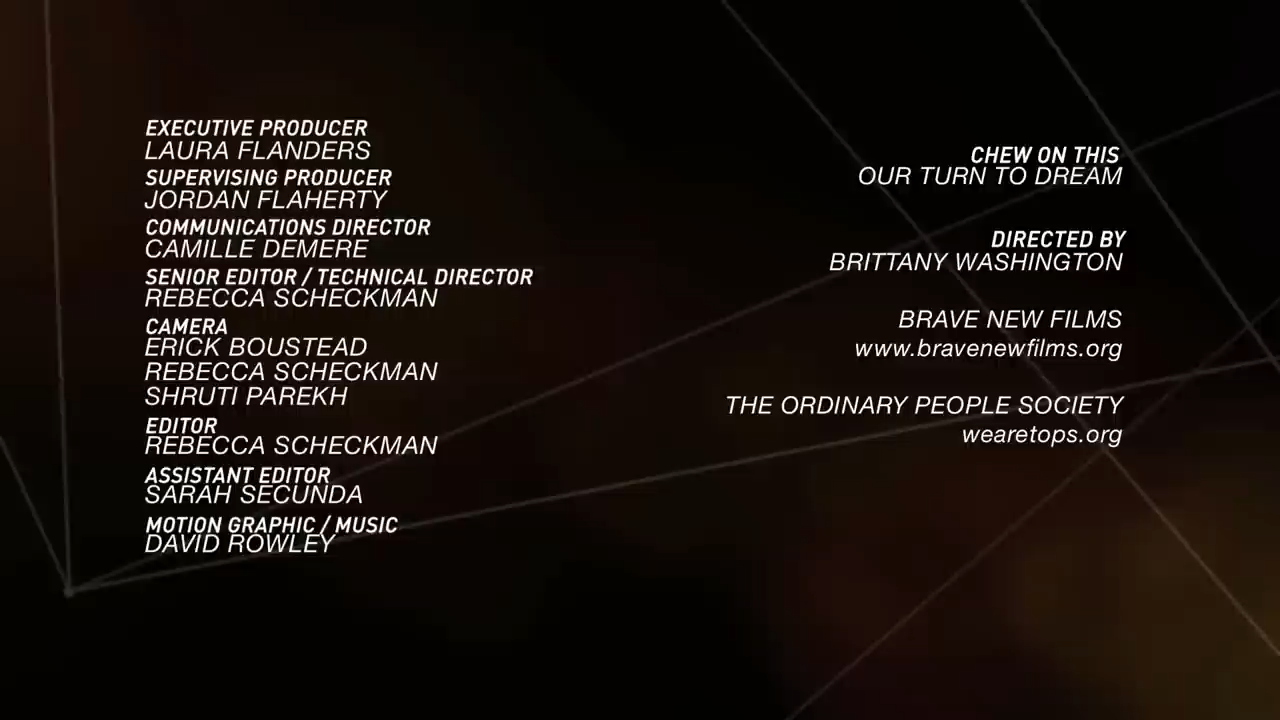 EXECUTIVE PRODUCER
LAURA FLANDERS
SUPERVISING PRODUCER
JORDAN FLAHERTY
COMMUNICATIONS DIRECTOR
CAMILLE DEMERE
SENIOR EDITOR / TECHNICAL DIRECTOR
REBECCA SCHECKMAN
CAMERA
ERICK BOUSTEAD
REBECCA SCHECKMAN
SHRUTI PAREKH
EDITOR
REBECCA SCHECKMAN
ASSISTANT EDITOR
SARAH SECUNDA
MOTION GRAPHIC / MUSIC
DAVID ROWLEY
CHEW ON THIS
OUR TURN TO DREAM
DIRECTED BY
BRITTANY WASHINGTON
BRAVE NEW FILMS
www.bravenewfilms.org
THE ORDINARY PEOPLE SOCIETY
wearetops.org